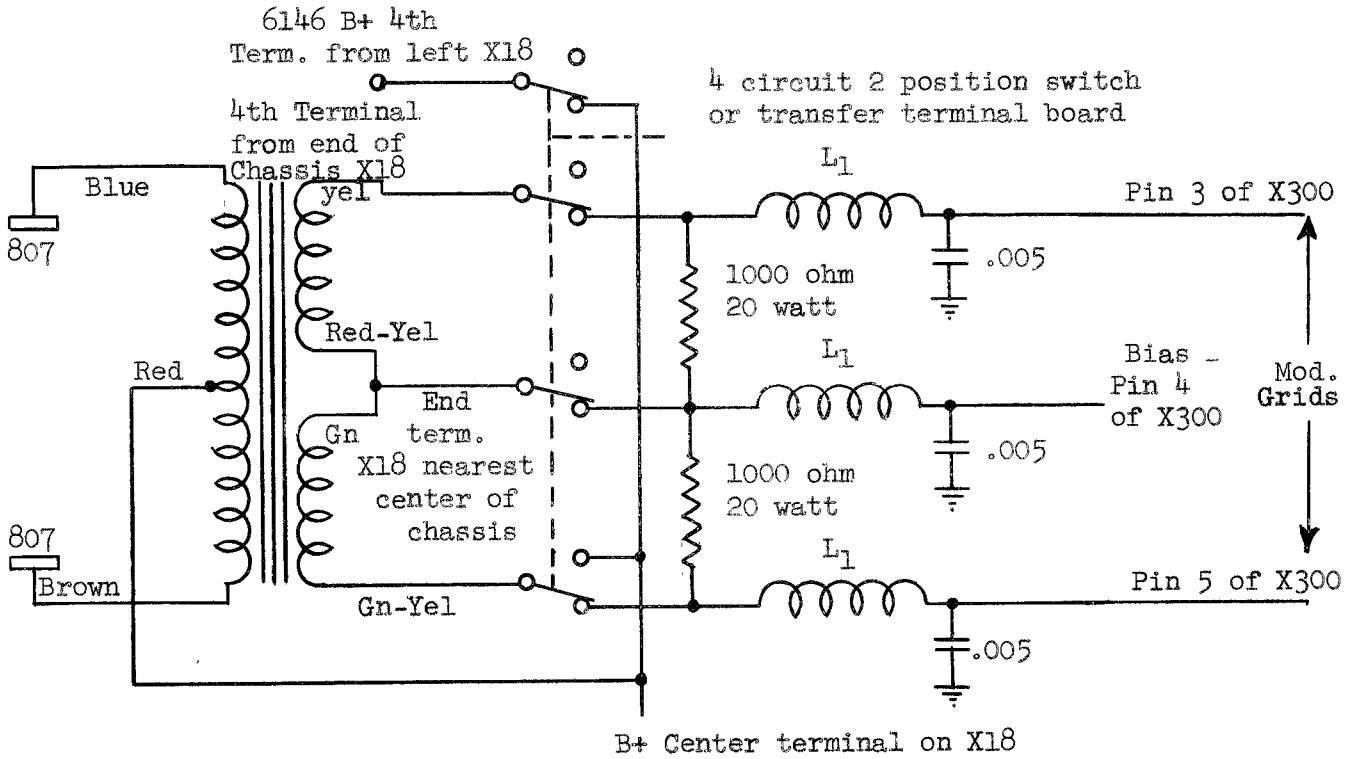 6146 B+ 4th
Term. from left X18
4 circuit 2 position switch
or transfer terminal board
4th Terminal
from end of
Chassis X18
Blue
yel
807
L1
Pin 3 of X300
.005
1000 ohm
20 watt
Red-Yel
Red
L1
Bias -
Pin 4
of X300
Mod.
Grids
End
term.
X18 nearest
center of
chassis
Gn
.005
1000 ohm
20 watt
807
Brown
Gn-Yel
L1
Pin 5 of X300
.005
B+ Center terminal on X18